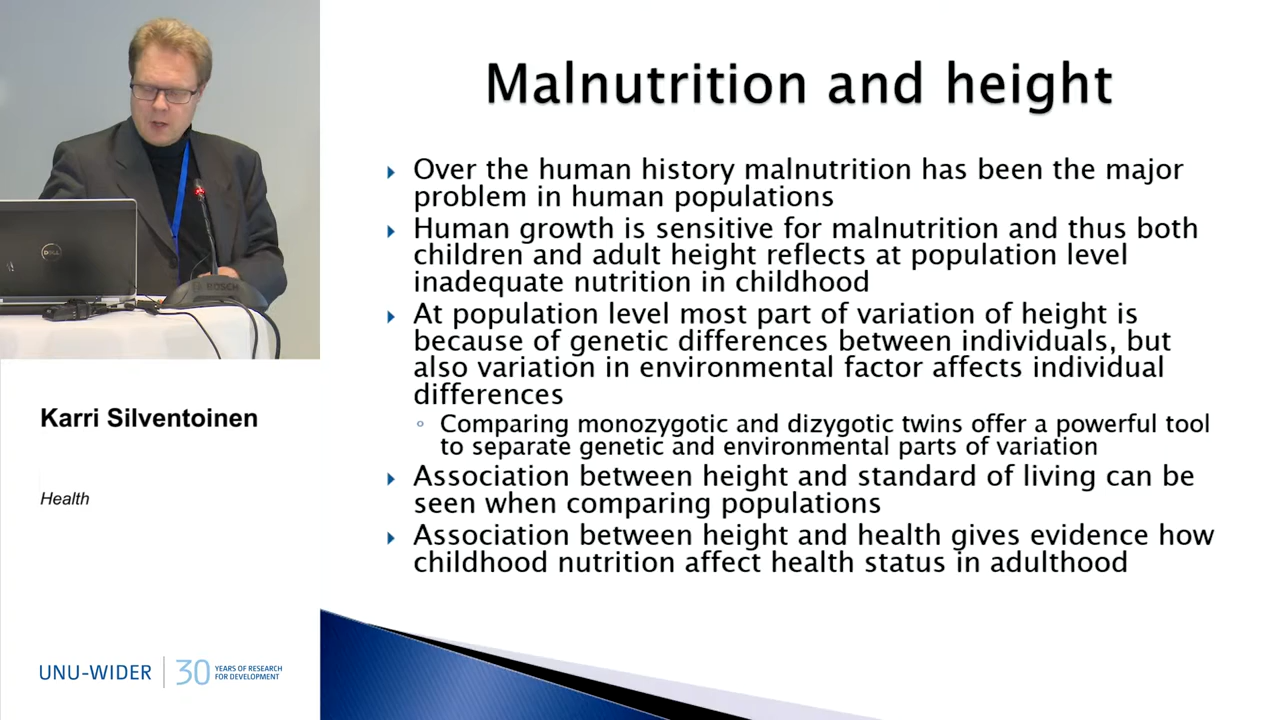 Malnutrition and height
Over the human history malnutrition has been the major
problem in human populations
Human growth is sensitive for malnutrition and thus both
children and adult height reflects at population level
inadequate nutrition in childhood
At population level most part of variation of height is
because of genetic differences between individuals, but
also variation in environmental factor affects individual
differences
Comparing monozygotic and dizygotic twins offer a powerful tool
to separate genetic and environmental parts of variation
Association between height and standard of living can be
seen when comparing populations
Association between height and health gives evidence how
childhood nutrition affect health status in adulthood
DELL
BOSCH
Karri Silventoinen
Health
UNU-WIDER
30
YEARS OF RESEARCH
FOR DEVELOPMENT